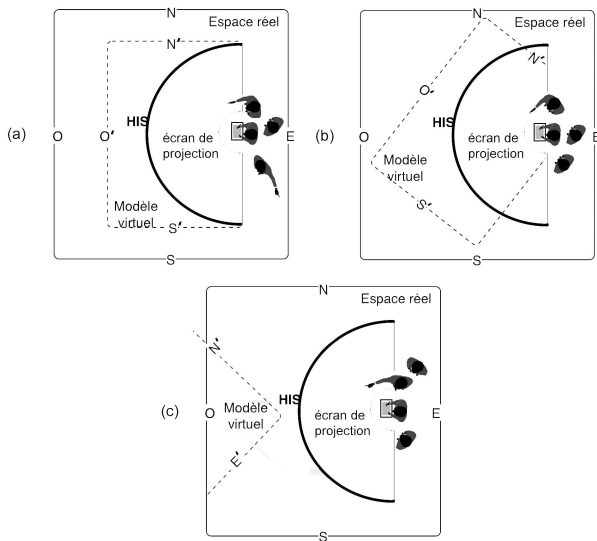 N
Espace réel
N'
HIS
(a)
O
O'
écran de
projection
E
Modèle
virtuel
S'
S
N
Espace réel
N'
O'
HIS
(b)
O
écran de
projection
E
Modèle
virtuel
S'
S
N
Espace réel
N'
HIS
(c)
O
Modèle
virtuel
écran de
projection
E
E'
S